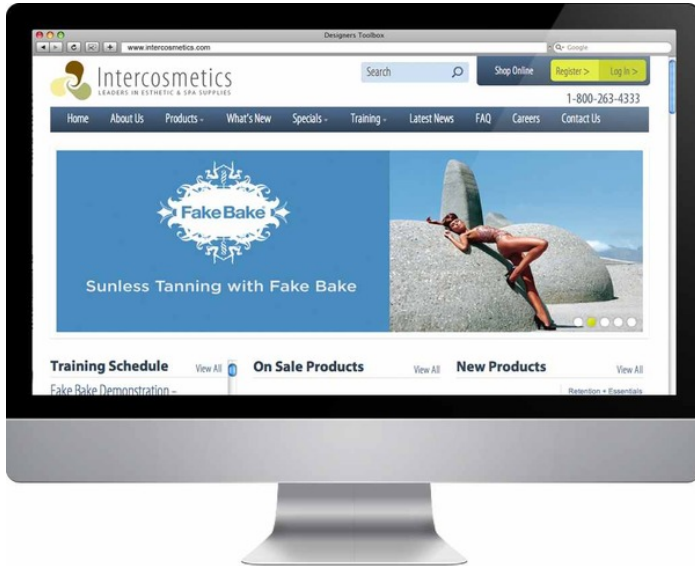 Designers Toolbox
www.intercosmetics.com
Google
Intercosmetics
LEADERS IN ESTHETIC & SPA SUPPLIES
Search
Shop Online
Register >
Log In >
1-800-263-4333
Home About Us Products What's New Specials Training Latest News FAQ Careers Contact Us
Fake Bake
Sunless Tanning with Fake Bake
Training Schedule View All
On Sale Products View All
New Products View All
Fake Bake Demonstration –
Retention + Essentials